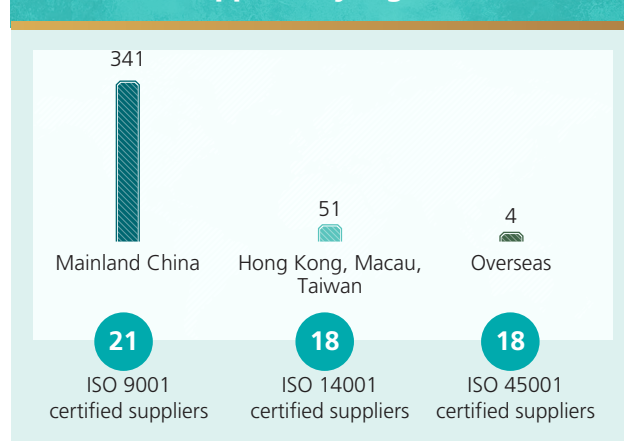 341
51
4
Mainland China
Hong Kong, Macau,
Taiwan
Overseas
21
ISO 9001
certified suppliers
18
ISO 14001
certified suppliers
18
ISO 45001
certified suppliers